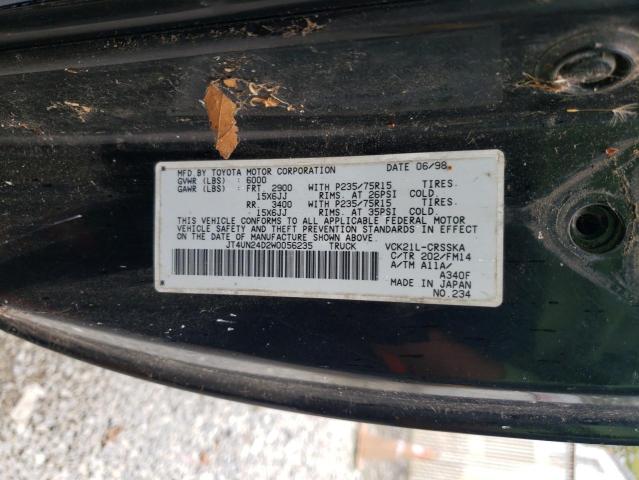 MFD BY TOYOTA MOTOR CORPORATION DATE 06/98
GVWR (LBS) : 6000
GAWR (LBS) : FRT 2900 WITH P235/75R15 TIRES.
15X6JJ RIMS. AT 26PSI COLD.
RR 3400 WITH P235/75R15 TIRES.
15X6JJ RIMS. AT 35PSI COLD.
THIS VEHICLE CONFORMS TO ALL APPLICABLE FEDERAL MOTOR
VEHICLE SAFETY AND THEFT PREVENTION STANDARDS IN EFFECT
ON THE DATE OF MANUFACTURE SHOWN ABOVE.
JT4UN24D2W0056235 TRUCK VCK21L-CRSSKA
C/TR 202/FM14
A/TM A11A/
A340F
MADE IN JAPAN
NO.234